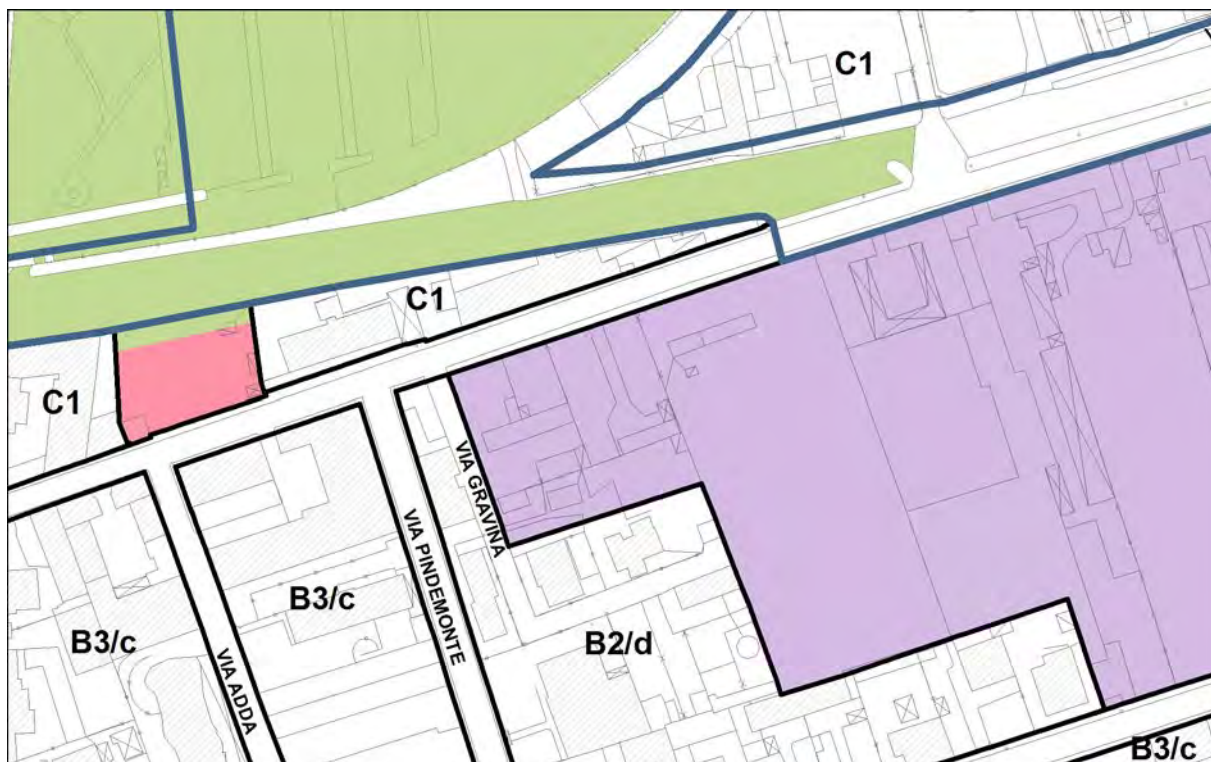 C1
C1
C1
VIA GRAVINA
VIA PINDEMONTE
B3/c
B3/c
B2/d
VIA ADDA
B3/c